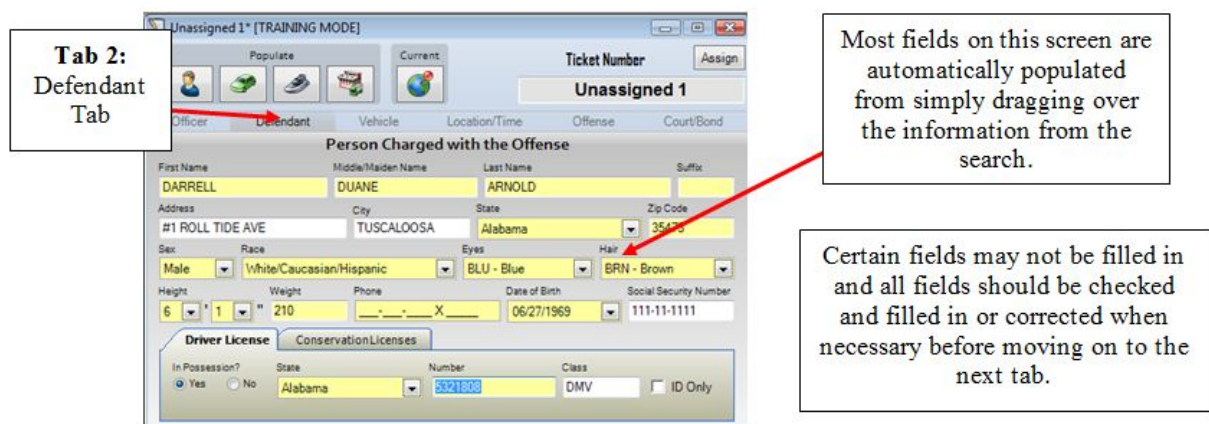 Unassigned 1* [TRAINING MODE]
Tab 2:
Defendant
Tab
Populate
Current
Ticket Number
Assign
Unassigned 1
Officer Defendant Vehicle Location/Time Offense Court/Bond
Person Charged with the Offense
First Name Middle/Maiden Name Last Name Suffix
DARRELL DUANE ARNOLD
Address City State Zip Code
#1 ROLL TIDE AVE TUSCALOOSA Alabama 35473
Sex Race Eyes Hair
Male White/Caucasian/Hispanic BLU - Blue BRN - Brown
Height Weight Phone Date of Birth Social Security Number
6 ' 1 " 210 ___-___-____ X _____ 06/27/1969 111-11-1111
Driver License ConservationLicenses
In Possession? State Number Class
Yes No Alabama 5321808 DMV ID Only
Most fields on this screen are
automatically populated
from simply dragging over
the information from the
search.
Certain fields may not be filled in
and all fields should be checked
and filled in or corrected when
necessary before moving on to the
next tab.